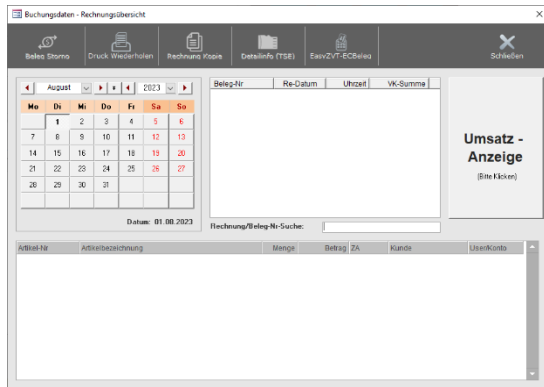 Buchungsdaten - Rechnungsübersicht
Beleg Storno Druck Wiederholen Rechnung Kopie Detailinfo (TSE) EasyZVT-ECBeleg Schließen
August 2023
Mo Di Mi Do Fr Sa So
1 2 3 4 5 6
7 8 9 10 11 12 13
14 15 16 17 18 19 20
21 22 23 24 25 26 27
28 29 30 31
Datum: 01.08.2023
Beleg-Nr Re-Datum Uhrzeit VK-Summe
Rechnung/Beleg-Nr-Suche:
Umsatz -
Anzeige
(Bitte Klicken)
Artikel-Nr Artikelbezeichnung Menge Betrag ZA Kunde User/Konto